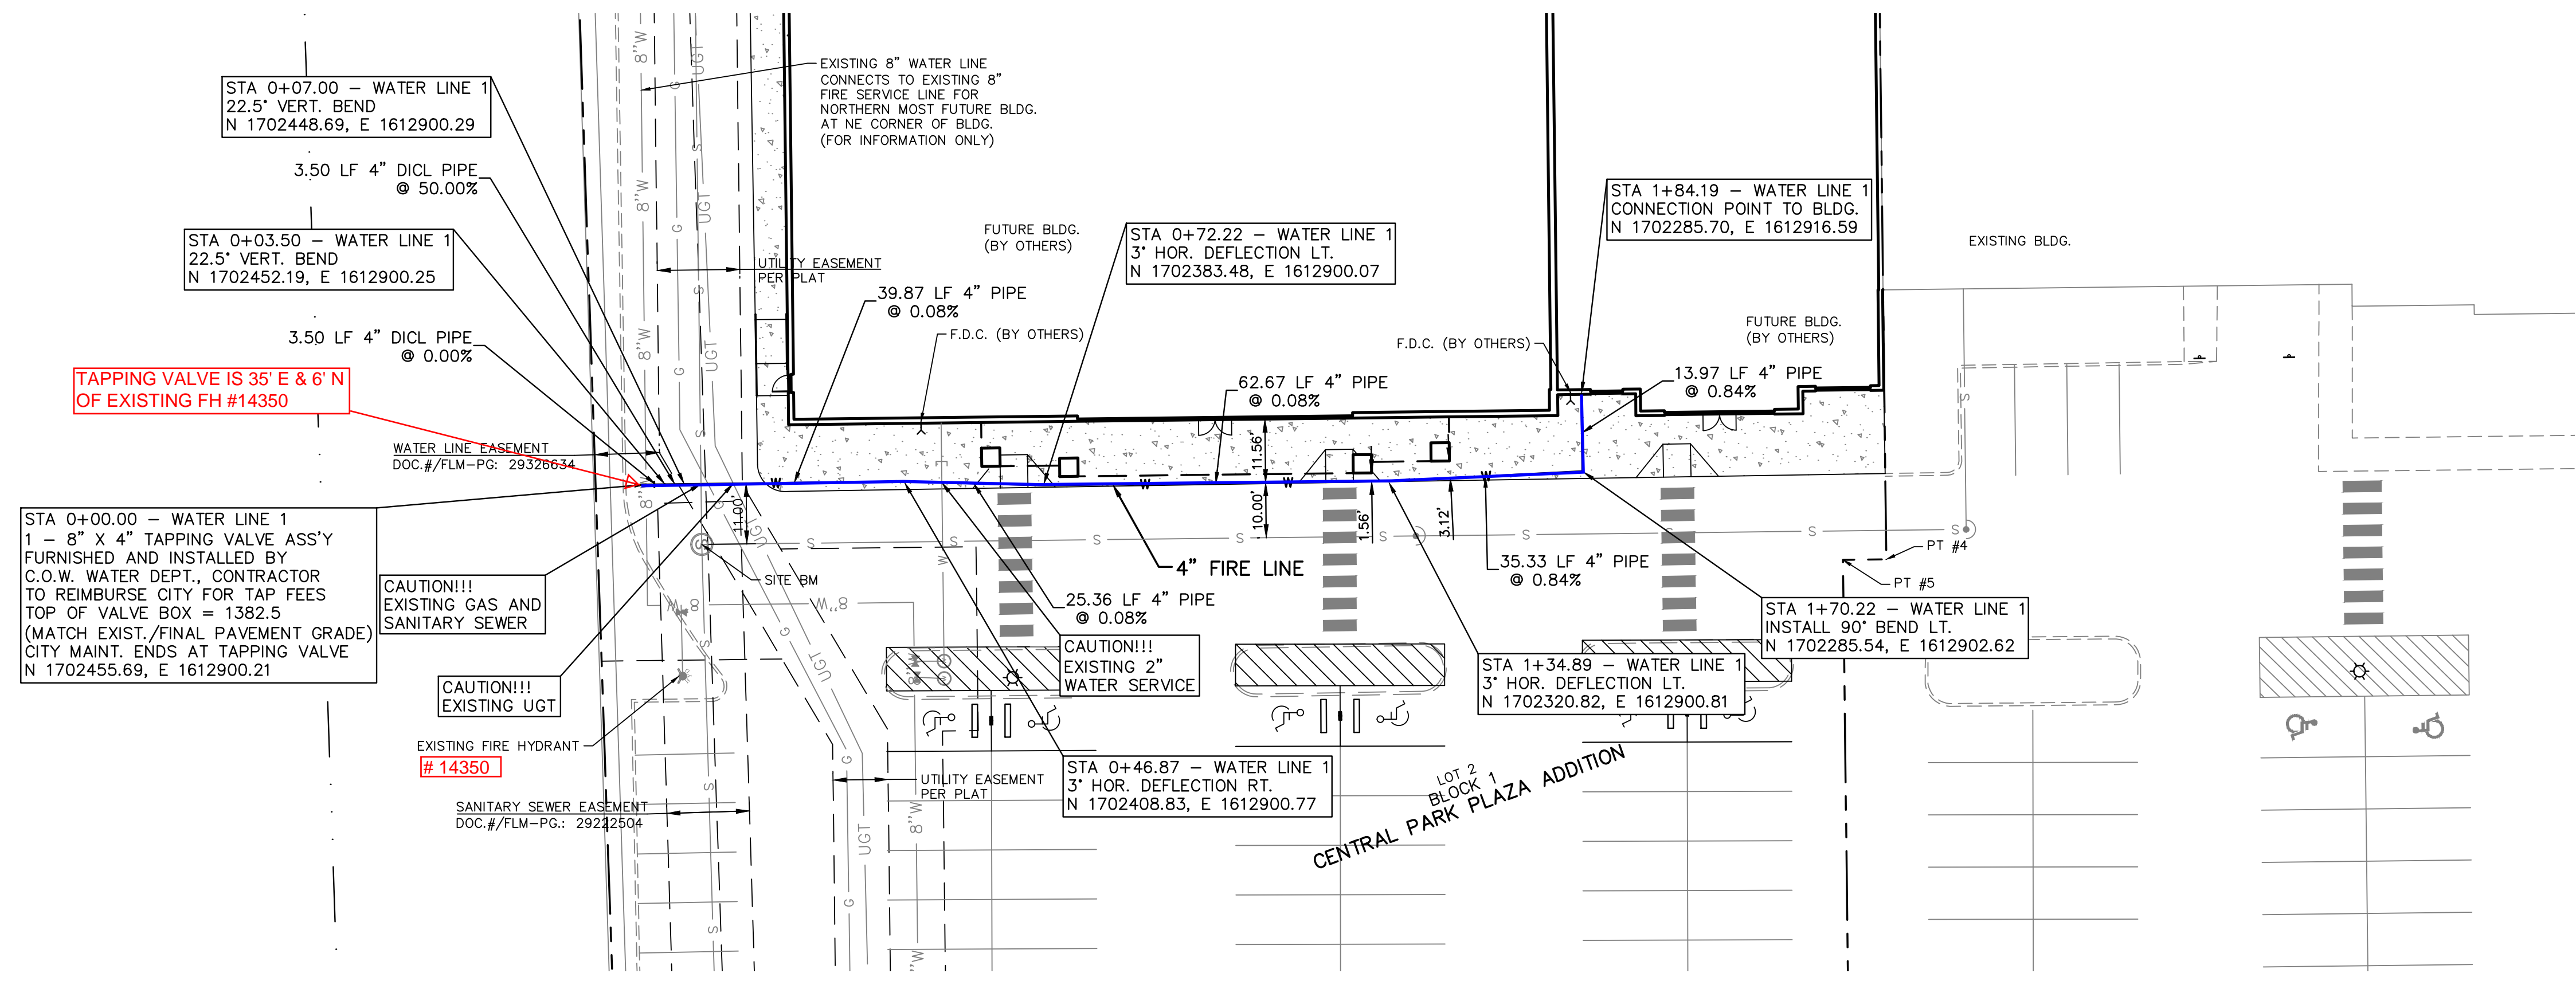 STA 0+07.00 – WATER LINE 1
22.5° VERT. BEND
N 1702448.69, E 1612900.29
3.50 LF 4” DICL PIPE
@ 50.00%
STA 0+03.50 – WATER LINE 1
22.5° VERT. BEND
N 1702452.19, E 1612900.25
3.50 LF 4” DICL PIPE
@ 0.00%
TAPPING VALVE IS 35' E & 6' N
OF EXISTING FH #14350
WATER LINE EASEMENT
DOC.#/FLM–PG: 29326634
STA 0+00.00 – WATER LINE 1
1 – 8” X 4” TAPPING VALVE ASS'Y
FURNISHED AND INSTALLED BY
C.O.W. WATER DEPT., CONTRACTOR
TO REIMBURSE CITY FOR TAP FEES
TOP OF VALVE BOX = 1382.5
(MATCH EXIST./FINAL PAVEMENT GRADE)
CITY MAINT. ENDS AT TAPPING VALVE
N 1702455.69, E 1612900.21
CAUTION!!!
EXISTING GAS AND
SANITARY SEWER
CAUTION!!!
EXISTING UGT
EXISTING FIRE HYDRANT
# 14350
SANITARY SEWER EASEMENT
DOC.#/FLM–PG.: 29222504
EXISTING 8” WATER LINE
CONNECTS TO EXISTING 8”
FIRE SERVICE LINE FOR
NORTHERN MOST FUTURE BLDG.
AT NE CORNER OF BLDG.
(FOR INFORMATION ONLY)
UTILITY EASEMENT
PER PLAT
39.87 LF 4” PIPE
@ 0.08%
F.D.C. (BY OTHERS)
FUTURE BLDG.
(BY OTHERS)
STA 0+72.22 – WATER LINE 1
3° HOR. DEFLECTION LT.
N 1702383.48, E 1612900.07
62.67 LF 4” PIPE
@ 0.08%
F.D.C. (BY OTHERS)
STA 1+84.19 – WATER LINE 1
CONNECTION POINT TO BLDG.
N 1702285.70, E 1612916.59
FUTURE BLDG.
(BY OTHERS)
13.97 LF 4” PIPE
@ 0.84%
EXISTING BLDG.
11.00'
11.56'
10.00'
1.56'
3.12'
SITE BM
4” FIRE LINE
25.36 LF 4” PIPE
@ 0.08%
CAUTION!!!
EXISTING 2”
WATER SERVICE
35.33 LF 4” PIPE
@ 0.84%
PT #4
PT #5
STA 1+70.22 – WATER LINE 1
INSTALL 90° BEND LT.
N 1702285.54, E 1612902.62
STA 1+34.89 – WATER LINE 1
3° HOR. DEFLECTION LT.
N 1702320.82, E 1612900.81
STA 0+46.87 – WATER LINE 1
3° HOR. DEFLECTION RT.
N 1702408.83, E 1612900.77
UTILITY EASEMENT
PER PLAT
LOT 2
BLOCK 1
CENTRAL PARK PLAZA ADDITION
8”W
8”W
8”W
8”W
8”W
8”W
8”W
8”W
UGT
UGT
UGT
UGT
UGT
UGT
G
G
G
G
G
G
G
S
S
S
S
S
S
S
S
S
S
S
S
S
S
W
W
W
W
W